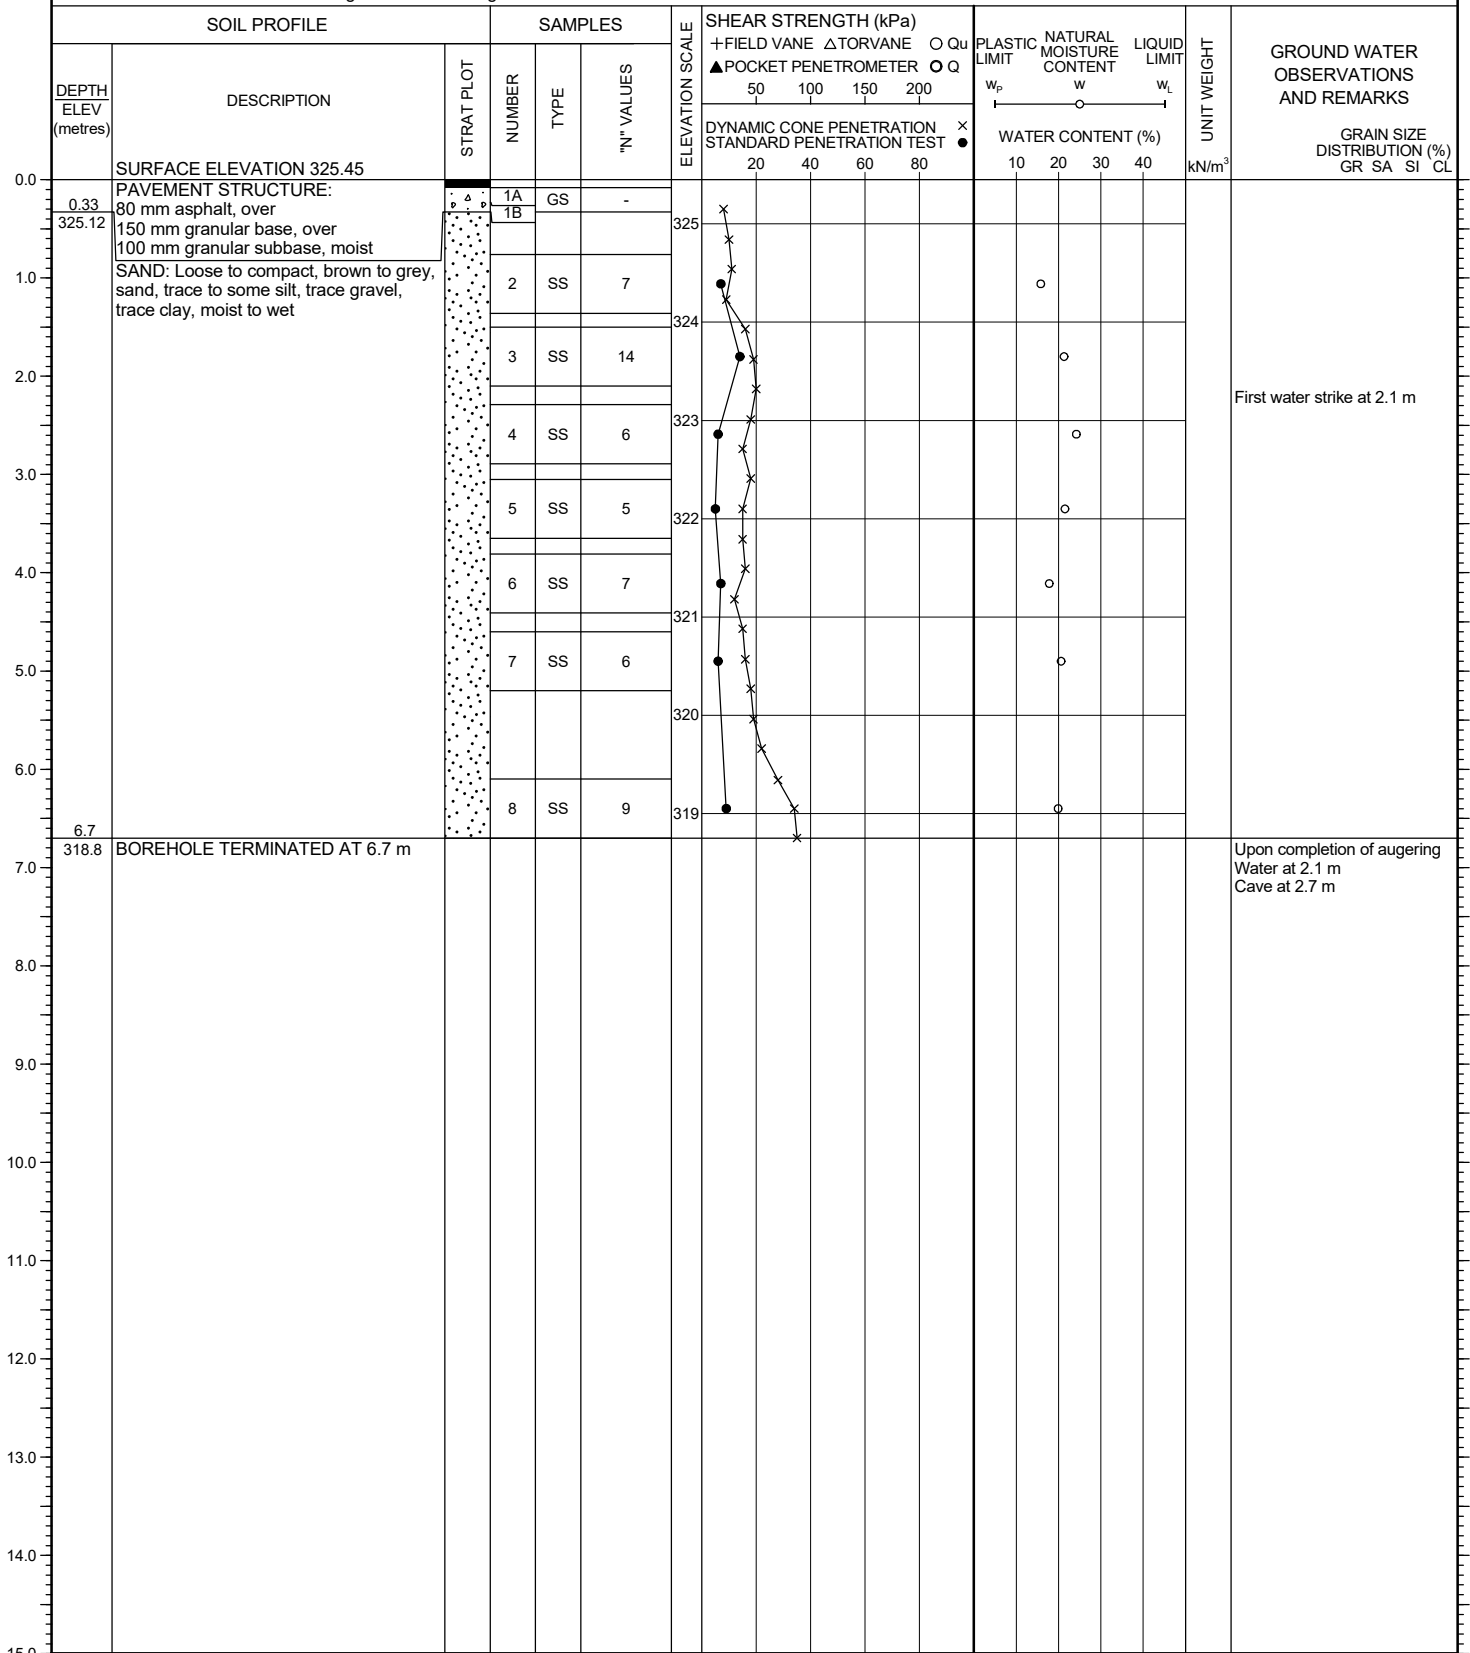 SOIL PROFILE
SAMPLES
ELEVATION SCALE
SHEAR STRENGTH (kPa)
+FIELD VANE △TORVANE ○ Qu
▲POCKET PENETROMETER O Q
50 100 150 200
DYNAMIC CONE PENETRATION ×
STANDARD PENETRATION TEST ●
20 40 60 80
PLASTIC LIMIT
NATURAL MOISTURE CONTENT
LIQUID LIMIT
WP W WL
WATER CONTENT (%)
10 20 30 40
UNIT WEIGHT
kN/m³
GROUND WATER
OBSERVATIONS
AND REMARKS
GRAIN SIZE
DISTRIBUTION (%)
GR SA SI CL
DEPTH
ELEV
(metres)
DESCRIPTION
STRAT PLOT
NUMBER
TYPE
"N" VALUES
SURFACE ELEVATION 325.45
0.0
PAVEMENT STRUCTURE:
80 mm asphalt, over
150 mm granular base, over
100 mm granular subbase, moist
0.33
325.12
1A GS -
1B
325
SAND: Loose to compact, brown to grey,
sand, trace to some silt, trace gravel,
trace clay, moist to wet
1.0
2 SS 7
324
3 SS 14
2.0
First water strike at 2.1 m
323
4 SS 6
3.0
5 SS 5
322
4.0
6 SS 7
321
7 SS 6
5.0
320
6.0
8 SS 9
319
6.7
318.8
BOREHOLE TERMINATED AT 6.7 m
Upon completion of augering
Water at 2.1 m
Cave at 2.7 m
7.0
8.0
9.0
10.0
11.0
12.0
13.0
14.0
15.0